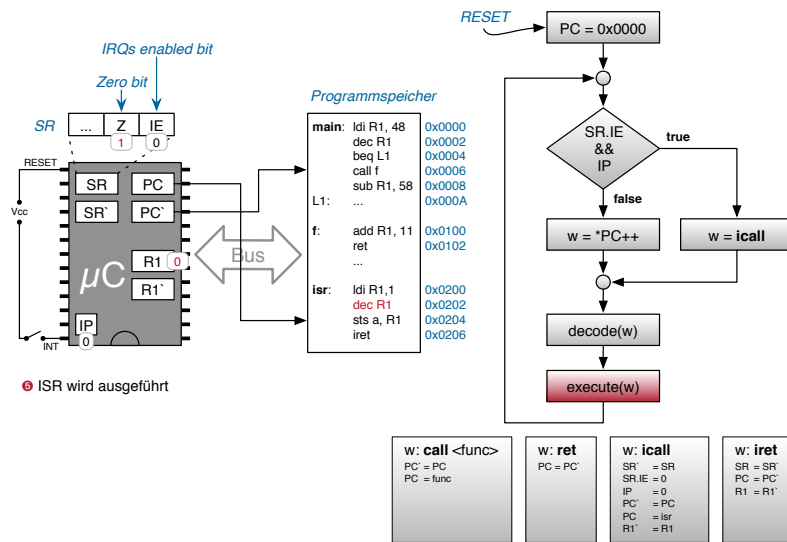 IRQs enabled bit
Zero bit
SR
... Z IE
1 0
RESET
Vcc
INT
SR PC
SR` PC`
R1 0
R1`
µC
IP
0
Bus
❺ ISR wird ausgeführt
Programmspeicher
main: ldi R1, 48 0x0000
dec R1 0x0002
beq L1 0x0004
call f 0x0006
sub R1, 58 0x0008
L1: ... 0x000A
f: add R1, 11 0x0100
ret 0x0102
...
isr: ldi R1,1 0x0200
dec R1 0x0202
sts a, R1 0x0204
iret 0x0206
RESET
PC = 0x0000
SR.IE
&&
IP
true
false
w = *PC++
w = icall
decode(w)
execute(w)
w: call <func>
PC` = PC
PC = func
w: ret
PC = PC`
w: icall
SR` = SR
SR.IE = 0
IP = 0
PC` = PC
PC = isr
R1` = R1
w: iret
SR = SR`
PC = PC`
R1 = R1`